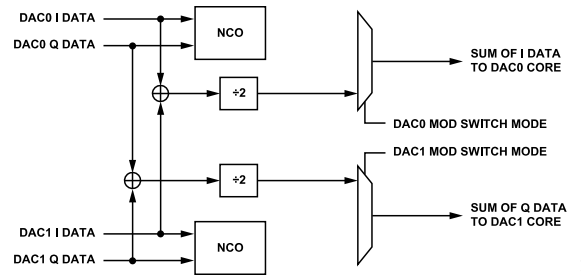 DAC0 I DATA
DAC0 Q DATA
NCO
÷2
SUM OF I DATA
TO DAC0 CORE
DAC0 MOD SWITCH MODE
DAC1 MOD SWITCH MODE
÷2
SUM OF Q DATA
TO DAC1 CORE
DAC1 I DATA
DAC1 Q DATA
NCO